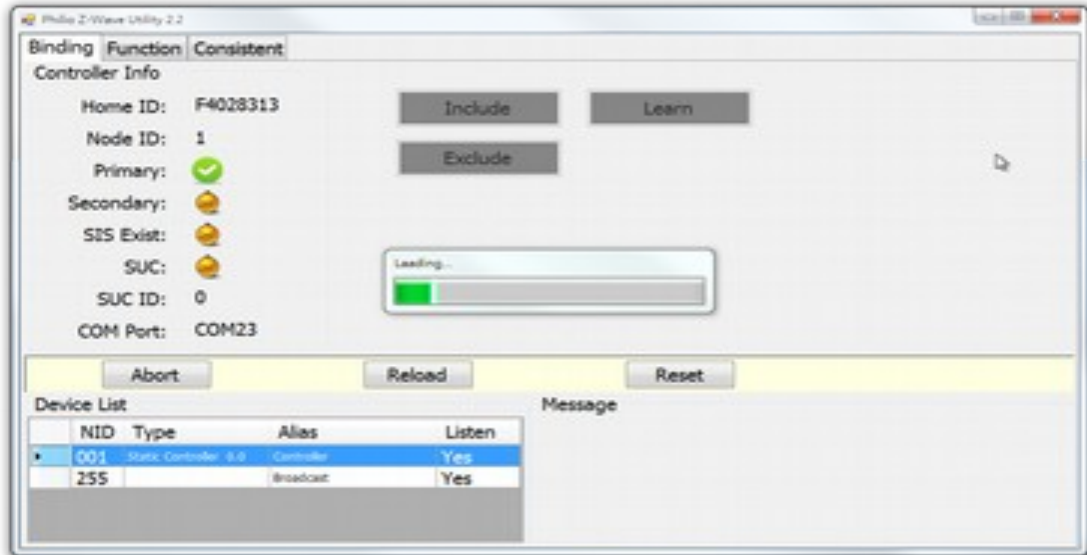 Philio Z-Wave Utility 2.2
Binding Function Consistent
Controller Info
Home ID: F4028313
Node ID: 1
Primary:
Secondary:
SIS Exist:
SUC:
SUC ID: 0
COM Port: COM23
Include Learn
Exclude
Loading...
Abort Reload Reset
Device List
NID Type Alias Listen
001 Static Controller 0.0 Controller Yes
255 Broadcast Yes
Message